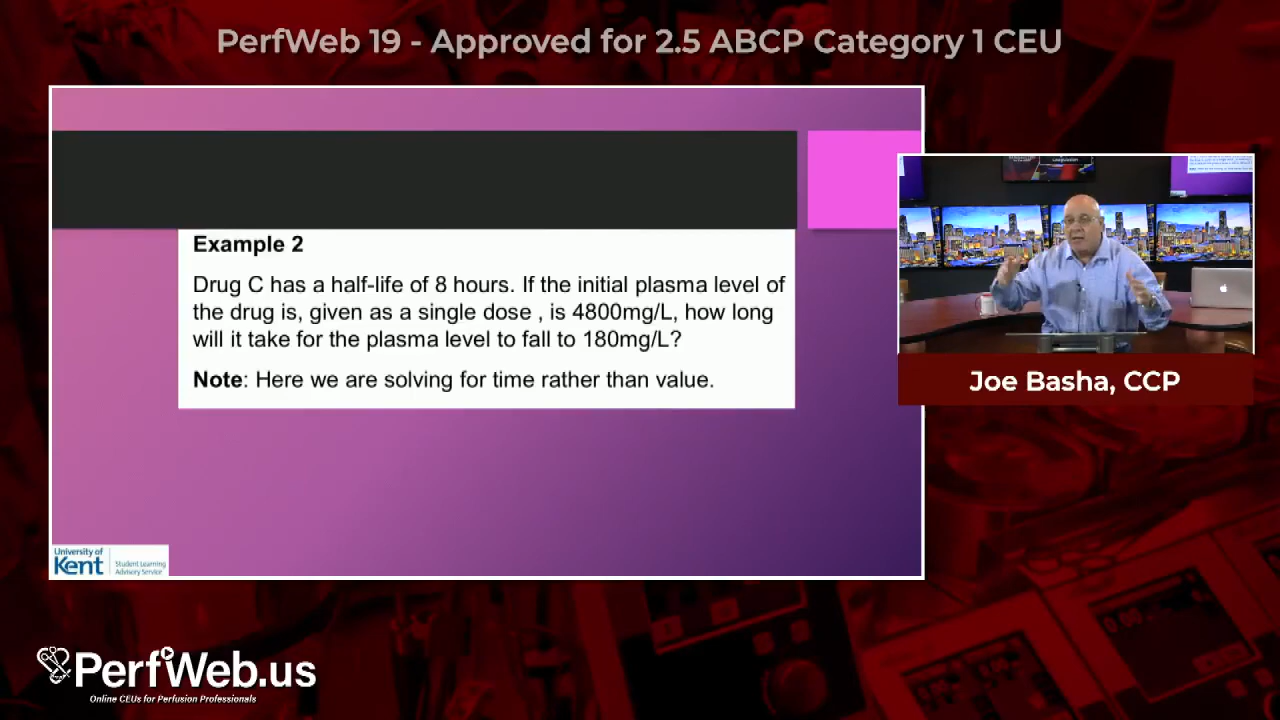 PerfWeb 19 - Approved for 2.5 ABCP Category 1 CEU
Example 2
Drug C has a half-life of 8 hours. If the initial plasma level of
the drug is, given as a single dose , is 4800mg/L, how long
will it take for the plasma level to fall to 180mg/L?
Note: Here we are solving for time rather than value.
Joe Basha, CCP
University of
Kent
Student Learning
Advisory Service
PerfWeb.us
Online CEUs for Perfusion Professionals